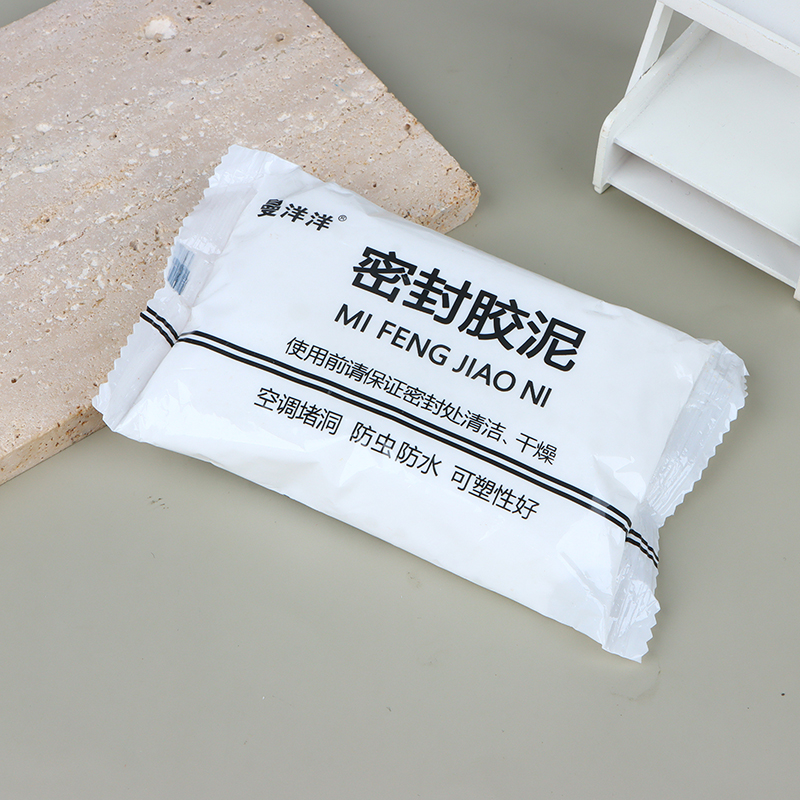 曼洋洋®
密封胶泥
MI FENG JIAO NI
使用前请保证密封处清洁、干燥
空调堵洞 防虫防水 可塑性好